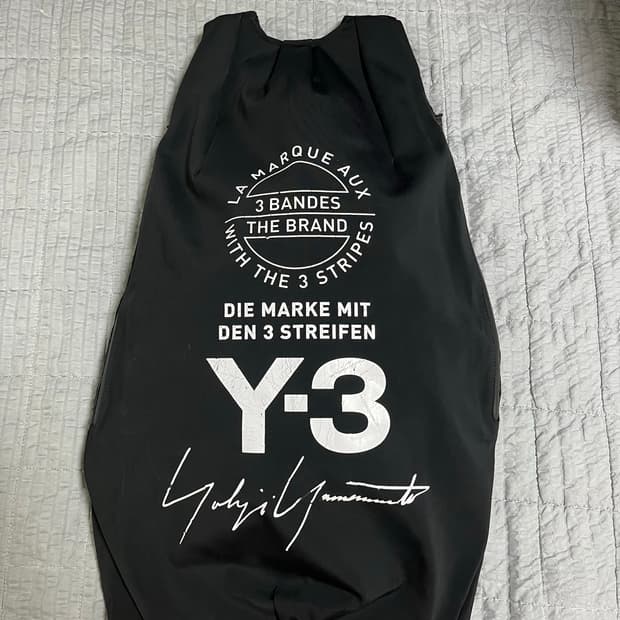 LA MARQUE AUX
3 BANDES
THE BRAND
WITH THE 3 STRIPES
DIE MARKE MIT
DEN 3 STREIFEN
Y-3
Yohji Yamamoto